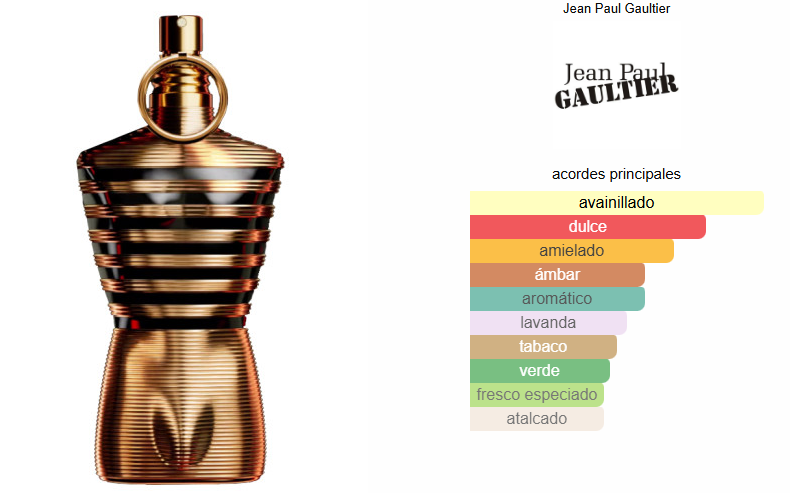 Jean Paul Gaultier
Jean Paul
GAULTIER
acordes principales
avainillado
dulce
amielado
ámbar
aromático
lavanda
tabaco
verde
fresco especiado
atalcado